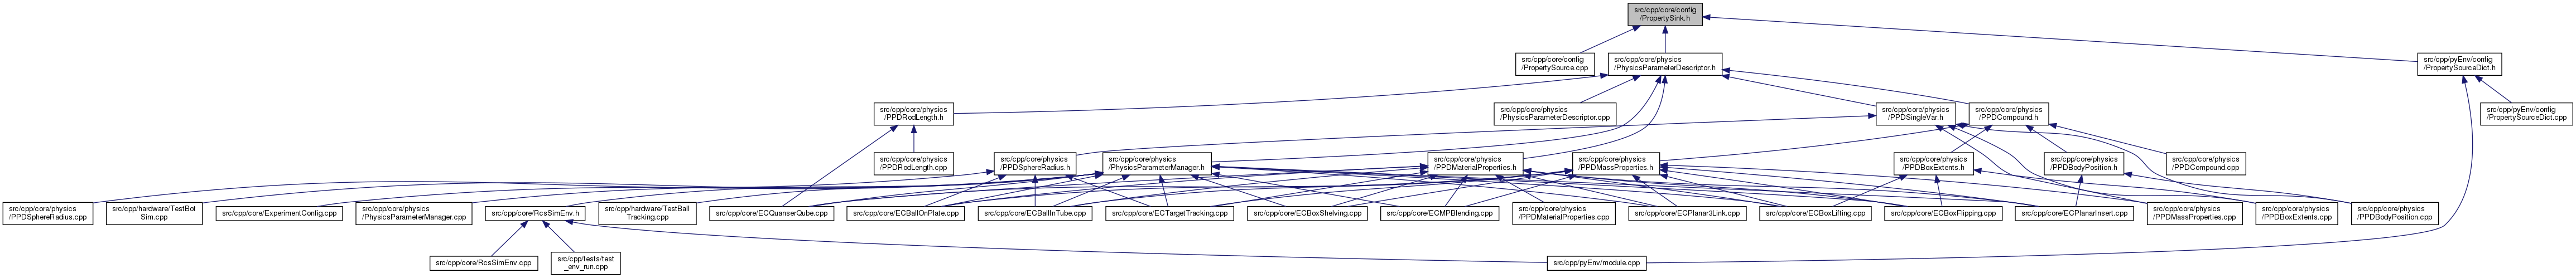 src/cpp/core/config
/PropertySink.h
src/cpp/core/config
/PropertySource.cpp
src/cpp/core/physics
/PhysicsParameterDescriptor.h
src/cpp/pyEnv/config
/PropertySourceDict.h
src/cpp/core/physics
/PPDRodLength.h
src/cpp/core/physics
/PhysicsParameterDescriptor.cpp
src/cpp/core/physics
/PPDSingleVar.h
src/cpp/core/physics
/PPDCompound.h
src/cpp/pyEnv/config
/PropertySourceDict.cpp
src/cpp/core/physics
/PPDRodLength.cpp
src/cpp/core/physics
/PPDSphereRadius.h
src/cpp/core/physics
/PhysicsParameterManager.h
src/cpp/core/physics
/PPDMaterialProperties.h
src/cpp/core/physics
/PPDMassProperties.h
src/cpp/core/physics
/PPDBoxExtents.h
src/cpp/core/physics
/PPDBodyPosition.h
src/cpp/core/physics
/PPDCompound.cpp
src/cpp/core/physics
/PPDSphereRadius.cpp
src/cpp/hardware/TestBot
Sim.cpp
src/cpp/core/ExperimentConfig.cpp
src/cpp/core/physics
/PhysicsParameterManager.cpp
src/cpp/core/RcsSimEnv.h
src/cpp/hardware/TestBall
Tracking.cpp
src/cpp/core/ECQuanserQube.cpp
src/cpp/core/ECBallOnPlate.cpp
src/cpp/core/ECBallInTube.cpp
src/cpp/core/ECTargetTracking.cpp
src/cpp/core/ECBoxShelving.cpp
src/cpp/core/ECMPBlending.cpp
src/cpp/core/physics
/PPDMaterialProperties.cpp
src/cpp/core/ECPlanar3Link.cpp
src/cpp/core/ECBoxLifting.cpp
src/cpp/core/ECBoxFlipping.cpp
src/cpp/core/ECPlanarInsert.cpp
src/cpp/core/physics
/PPDMassProperties.cpp
src/cpp/core/physics
/PPDBoxExtents.cpp
src/cpp/core/physics
/PPDBodyPosition.cpp
src/cpp/core/RcsSimEnv.cpp
src/cpp/tests/test
_env_run.cpp
src/cpp/pyEnv/module.cpp